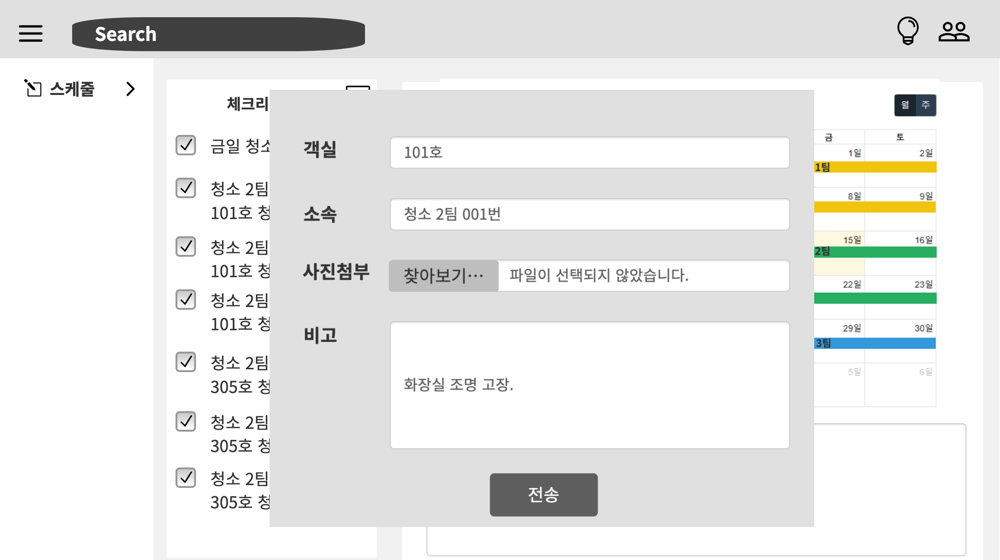 Search
스케줄
체크리
금일 청소
청소 2팀
101호 청
청소 2팀
101호 청
청소 2팀
101호 청
청소 2팀
305호 청
청소 2팀
305호 청
청소 2팀
305호 청
객실
101호
소속
청소 2팀 001번
사진첨부
찾아보기…
파일이 선택되지 않았습니다.
비고
화장실 조명 고장.
전송
월 주
금 토
1일 2일
1팀
8일 9일
15일 16일
2팀
22일 23일
29일 30일
3팀
5일 6일